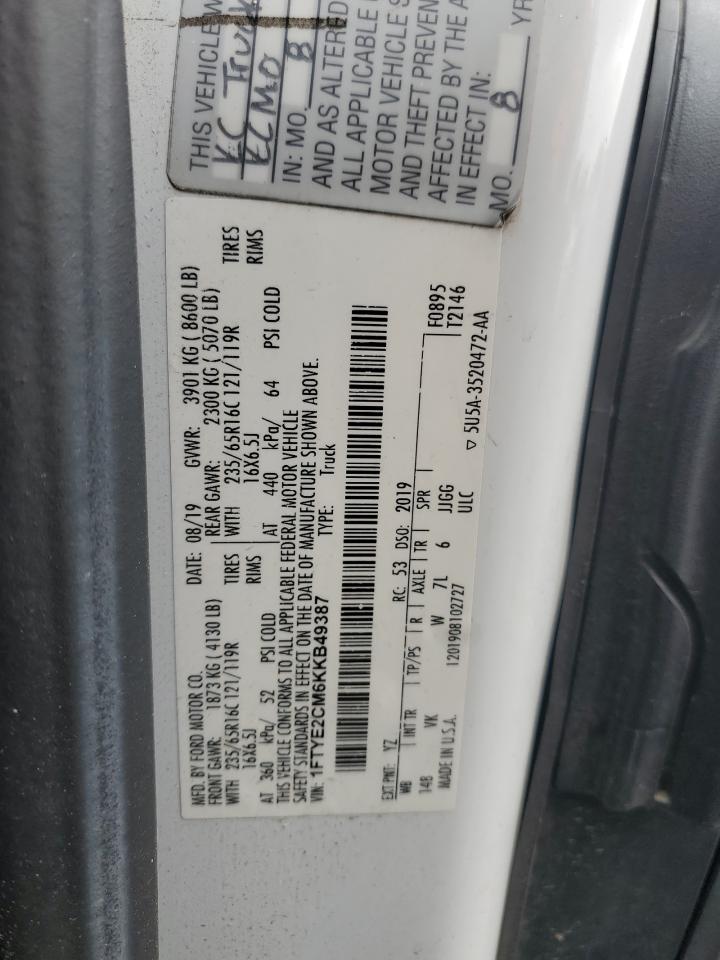 THIS VEHICLE W
KC Truck
KCMO
IN: MO. 8
AND AS ALTERED
ALL APPLICABLE
MOTOR VEHICLE S
AND THEFT PREVEN
AFFECTED BY THE A
IN EFFECT IN:
MO. 8 YR
MFD. BY FORD MOTOR CO. DATE: 08/19 GVWR: 3901 KG ( 8600 LB)
FRONT GAWR: 1873 KG ( 4130 LB) REAR GAWR: 2300 KG ( 5070 LB)
WITH 235/65R16C 121/119R TIRES WITH 235/65R16C 121/119R TIRES
16X6.5J RIMS 16X6.5J RIMS
AT 360 kPa/ 52 PSI COLD AT 440 kPa/ 64 PSI COLD
THIS VEHICLE CONFORMS TO ALL APPLICABLE FEDERAL MOTOR VEHICLE
SAFETY STANDARDS IN EFFECT ON THE DATE OF MANUFACTURE SHOWN ABOVE.
VIN: 1FTYE2CM6KKB49387 TYPE: Truck
F0895
T2146
EXT PNT: YZ RC: 53 DSO: 2019
WB INT TR TP/PS R AXLE TR SPR
148 VK W 7L 6 JJGG
MADE IN U.S.A. 1201908102727 ULC
▽ 5U5A-3520472-AA